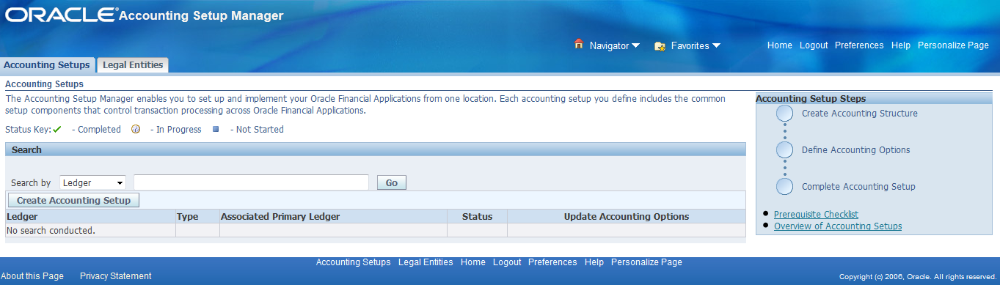 ORACLE® Accounting Setup Manager
Navigator Favorites Home Logout Preferences Help Personalize Page
Accounting Setups Legal Entities
Accounting Setups
The Accounting Setup Manager enables you to set up and implement your Oracle Financial Applications from one location. Each accounting setup you define includes the common
setup components that control transaction processing across Oracle Financial Applications.
Status Key: - Completed - In Progress - Not Started
Search
Search by Ledger Go
Create Accounting Setup
Ledger Type Associated Primary Ledger Status Update Accounting Options
No search conducted.
Accounting Setup Steps
Create Accounting Structure
Define Accounting Options
Complete Accounting Setup
Prerequisite Checklist
Overview of Accounting Setups
Accounting Setups Legal Entities Home Logout Preferences Help Personalize Page
About this Page Privacy Statement Copyright (c) 2006, Oracle. All rights reserved.